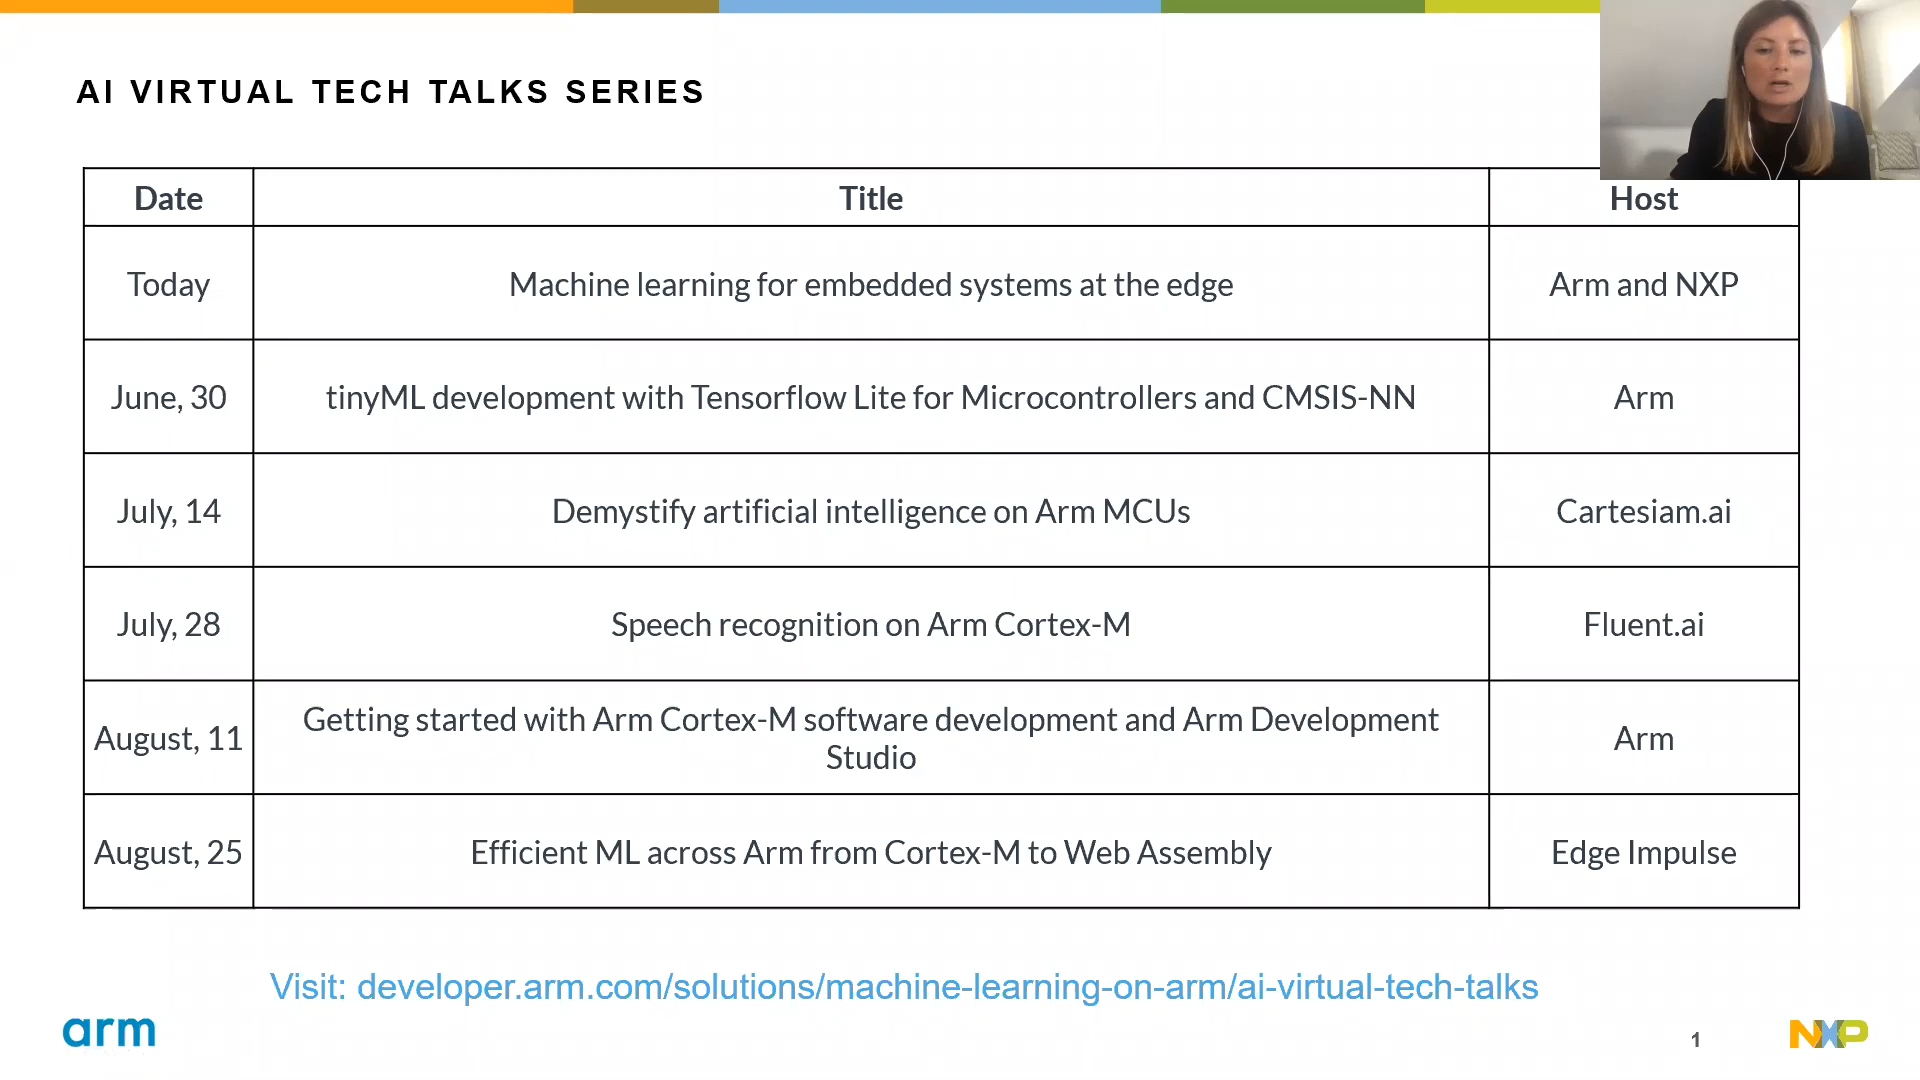 AI VIRTUAL TECH TALKS SERIES
Date Title Host
Today Machine learning for embedded systems at the edge Arm and NXP
June, 30 tinyML development with Tensorflow Lite for Microcontrollers and CMSIS-NN Arm
July, 14 Demystify artificial intelligence on Arm MCUs Cartesiam.ai
July, 28 Speech recognition on Arm Cortex-M Fluent.ai
August, 11 Getting started with Arm Cortex-M software development and Arm Development
Studio Arm
August, 25 Efficient ML across Arm from Cortex-M to Web Assembly Edge Impulse
Visit: developer.arm.com/solutions/machine-learning-on-arm/ai-virtual-tech-talks
arm 1 NXP